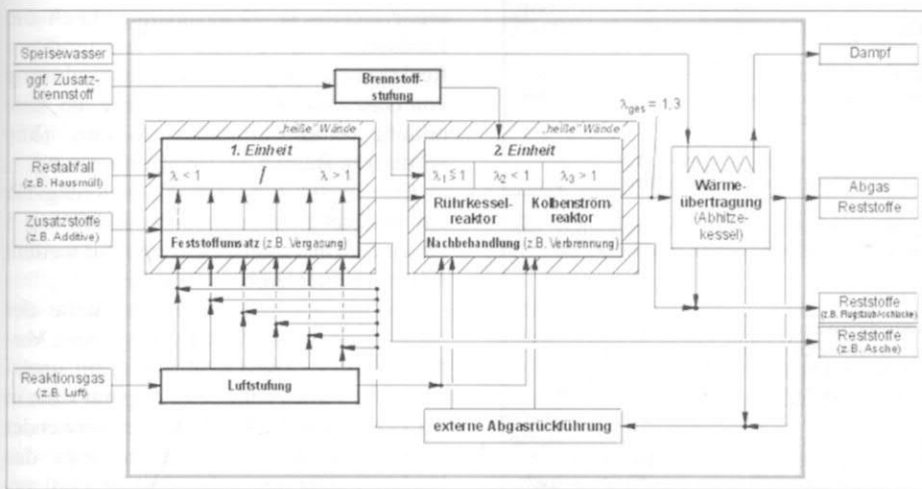 Speisewasser
ggf. Zusatz-
brennstoff
Restabfall
(z.B. Hausmüll)
Zusatzstoffe
(z.B. Additive)
Reaktionsgas
(z.B. Luft)
Brennstoff-
stufung
„heiße" Wände
1. Einheit
λ < 1 / λ > 1
Feststoffumsatz (z.B. Vergasung)
Luftstufung
„heiße" Wände
2. Einheit
λ1 ≦ 1 λ2 < 1 λ3 > 1
Rührkessel-
reaktor
Kolbenström-
reaktor
Nachbehandlung (z.B. Verbrennung)
externe Abgasrückführung
λges = 1,3
Wärme-
übertragung
(Abhitze-
kessel)
Dampf
Abgas
Reststoffe
Reststoffe
(z.B. Flugstaub/-schlacke)
Reststoffe
(z.B. Asche)